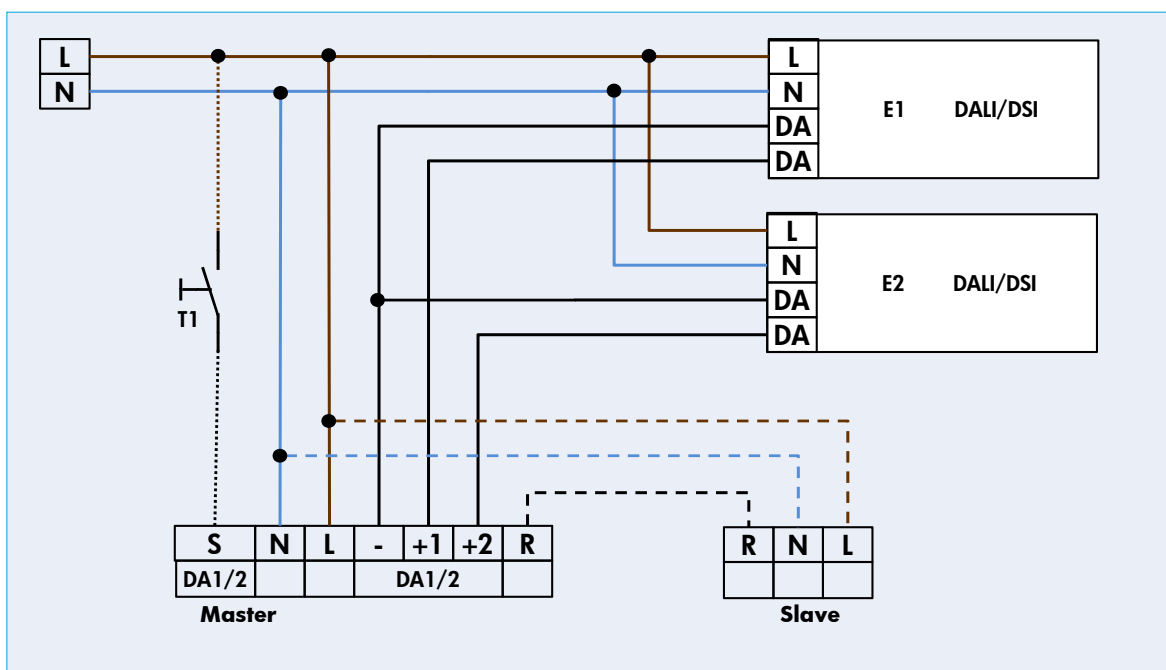 L
N
L
N
DA
DA
E1 DALI/DSI
L
N
DA
DA
E2 DALI/DSI
T1
S N L - +1 +2 R
DA1/2 DA1/2
Master
R N L
Slave